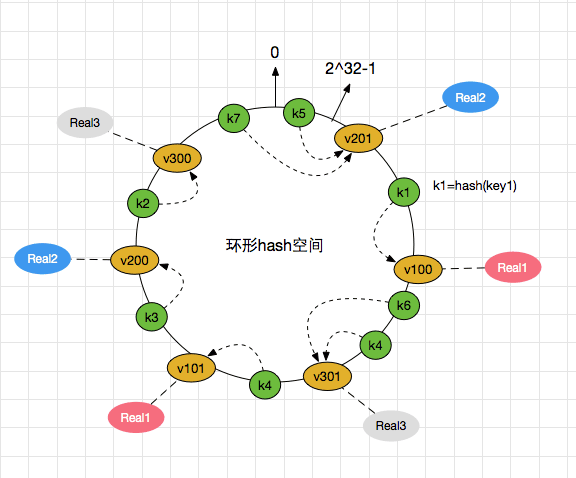 0
2^32-1
Real2
k7
k5
Real3
v201
v300
k1
k1=hash(key1)
k2
环形hash空间
Real2
v200
v100
Real1
k6
k3
k4
v101
v301
k4
Real1
Real3